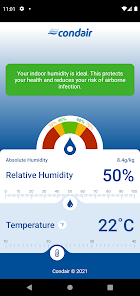 11:01
condair
Your indoor humidity is ideal. This protects
your health and reduces your risk of airborne
infection.
Absolute Humidity 8.4g/kg
Relative Humidity 50%
Temperature ? 22°C
Condair © 2021